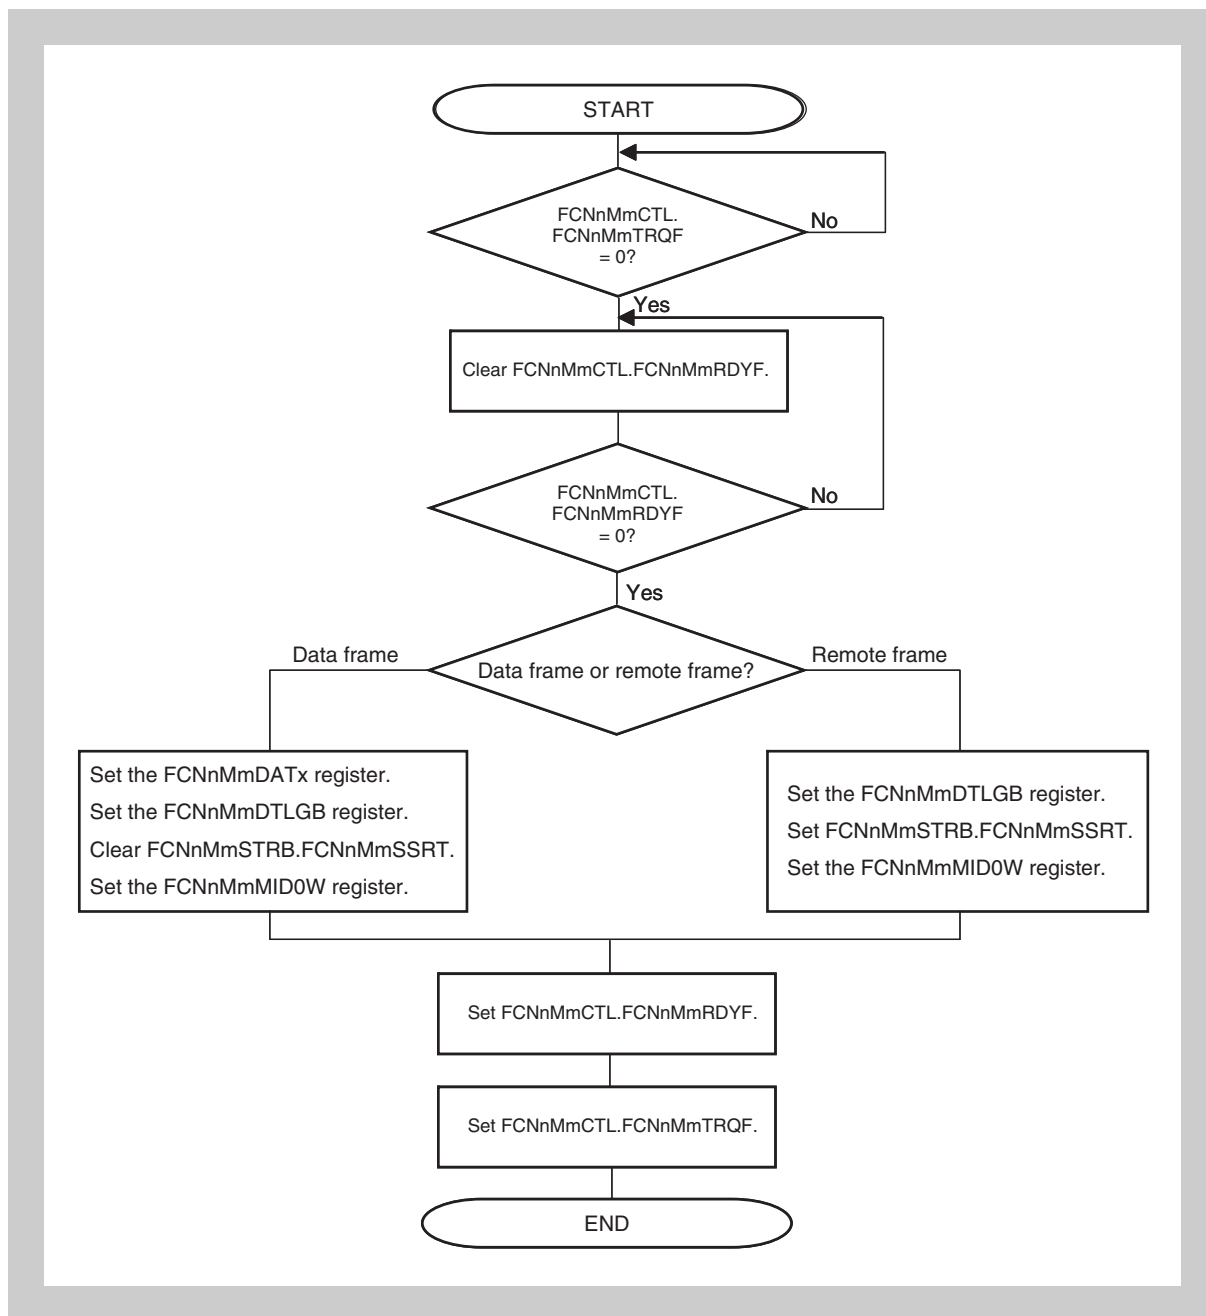 START
FCNnMmCTL.
FCNnMmTRQF
= 0?
No
Yes
Clear FCNnMmCTL.FCNnMmRDYF.
FCNnMmCTL.
FCNnMmRDYF
= 0?
No
Yes
Data frame or remote frame?
Data frame
Remote frame
Set the FCNnMmDATx register.
Set the FCNnMmDTLGB register.
Clear FCNnMmSTRB.FCNnMmSSRT.
Set the FCNnMmMID0W register.
Set the FCNnMmDTLGB register.
Set FCNnMmSTRB.FCNnMmSSRT.
Set the FCNnMmMID0W register.
Set FCNnMmCTL.FCNnMmRDYF.
Set FCNnMmCTL.FCNnMmTRQF.
END